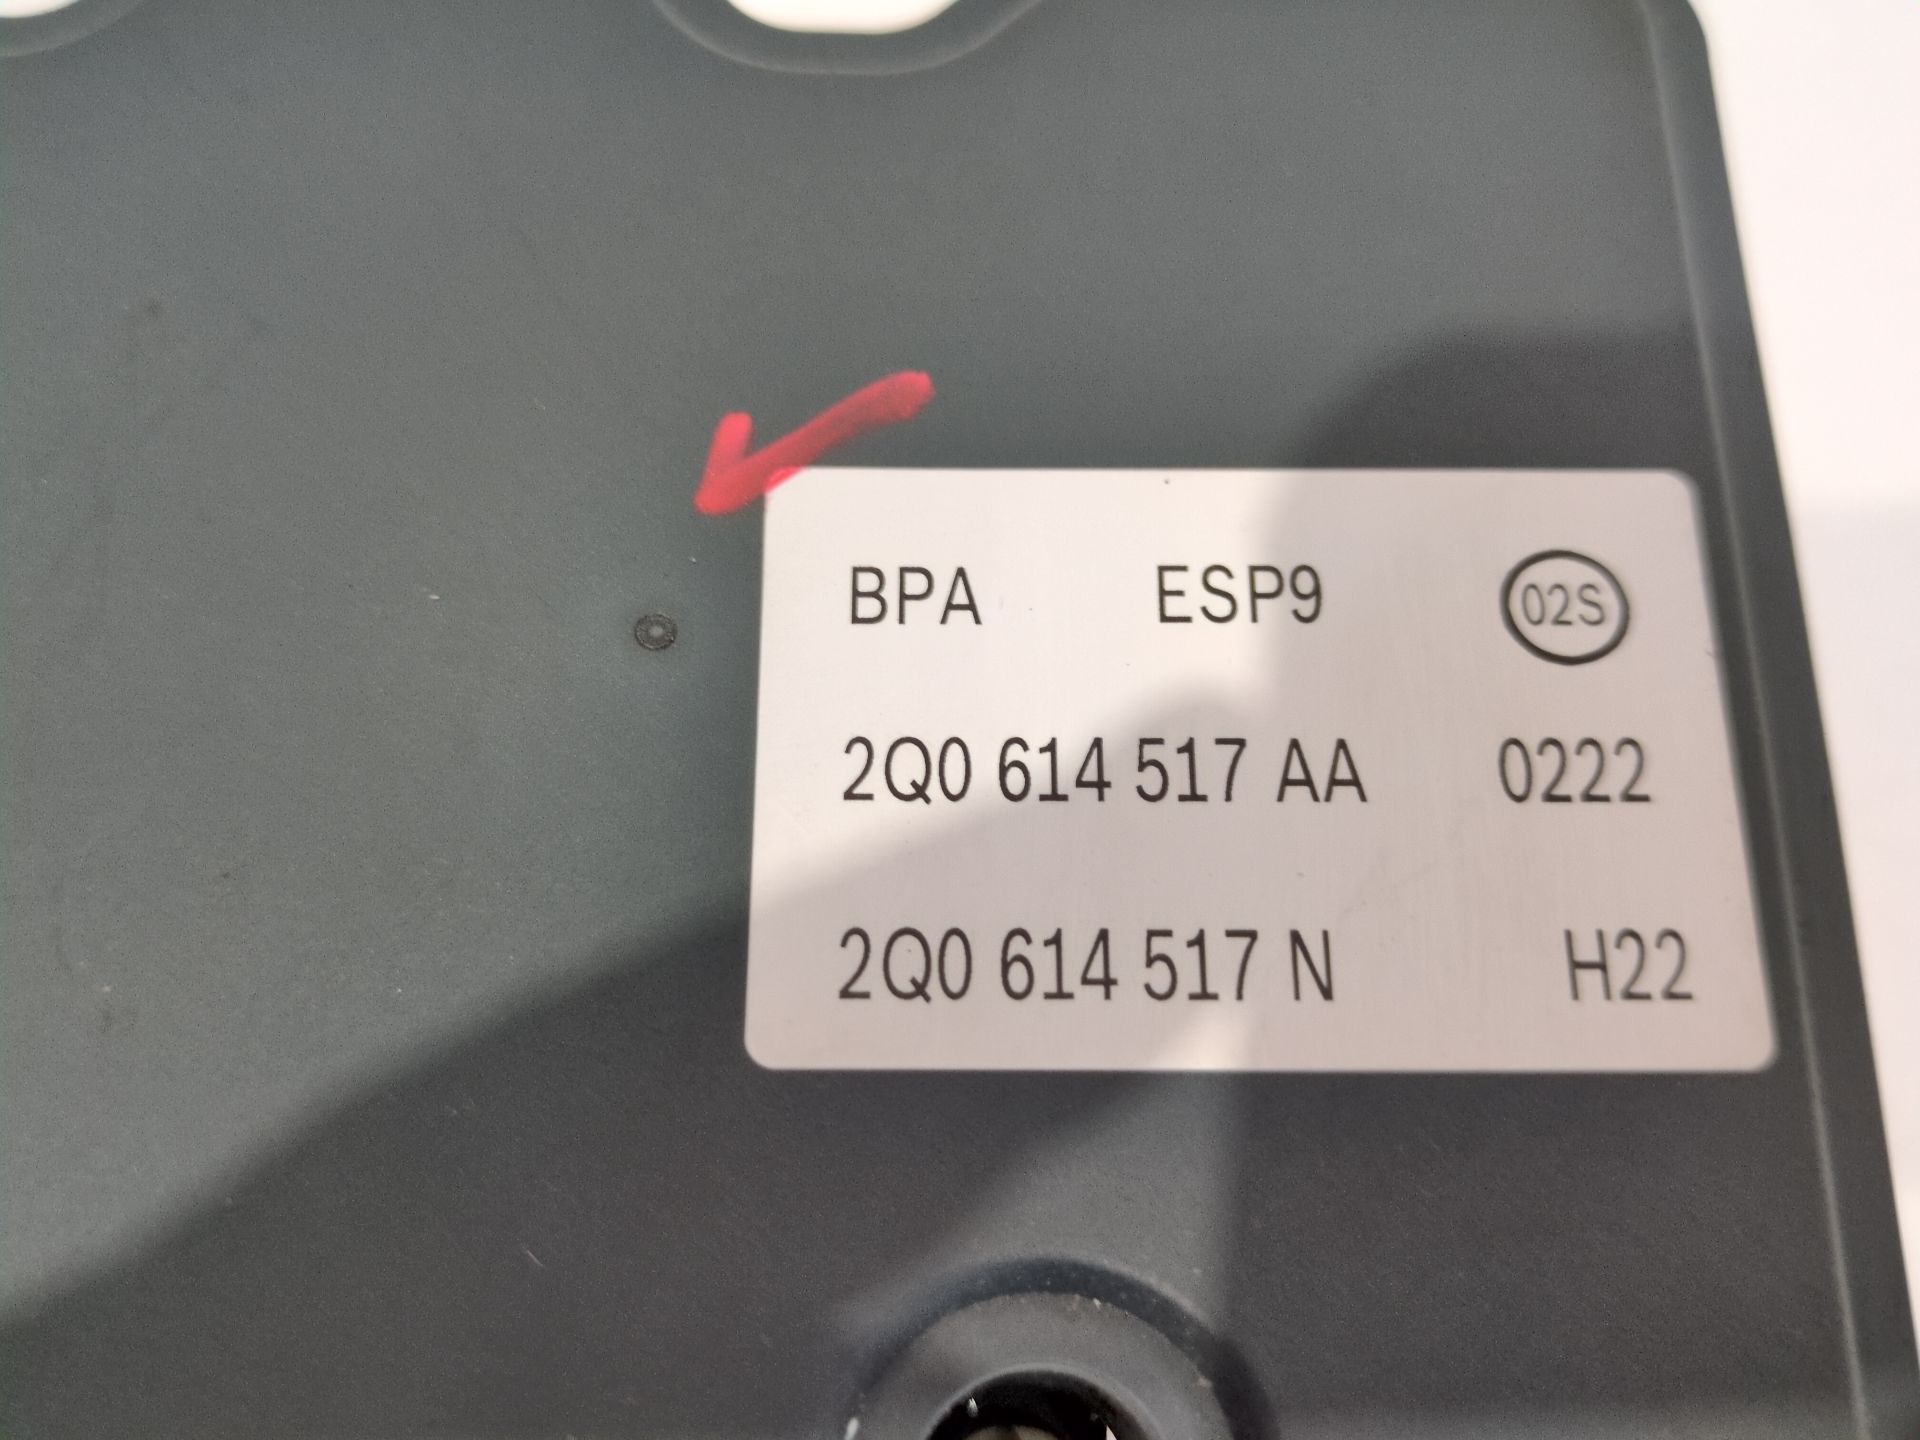 BPA ESP9 02S
2Q0 614 517 AA 0222
2Q0 614 517 N H22